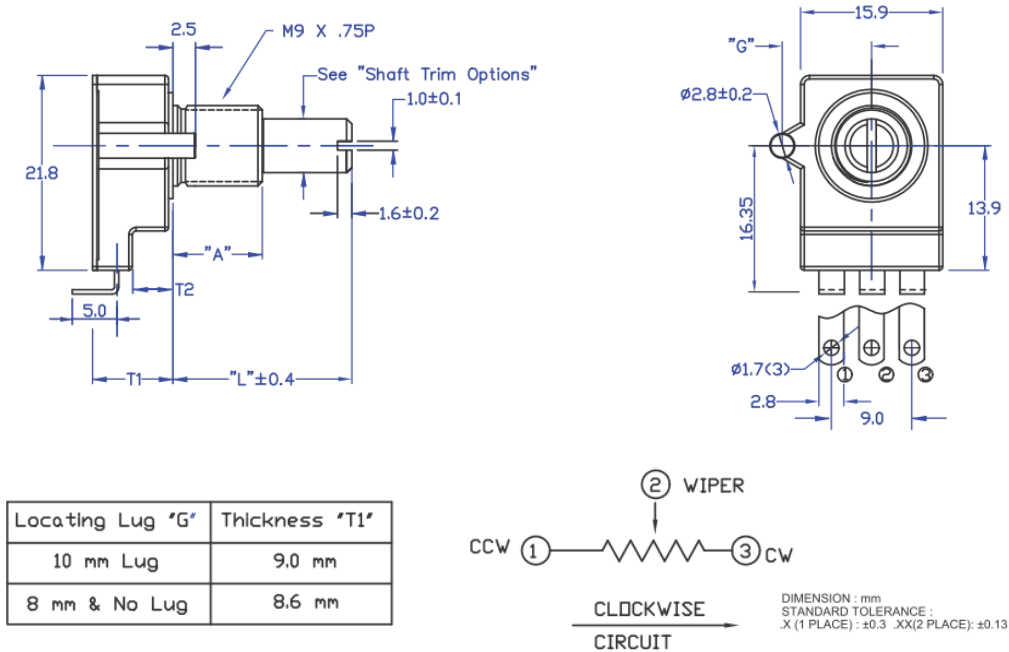 2.5
M9 X .75P
See "Shaft Trim Options"
1.0±0.1
21.8
1.6±0.2
"A"
T2
5.0
T1
"L"±0.4
15.9
"G"
ø2.8±0.2
16.35
13.9
ø1.7(3)
① ② ③
2.8
9.0
Locating Lug "G" Thickness "T1"
10 mm Lug 9.0 mm
8 mm & No Lug 8.6 mm
② WIPER
CCW ① ③ CW
CLOCKWISE
CIRCUIT
DIMENSION : mm
STANDARD TOLERANCE :
.X (1 PLACE) : ±0.3 .XX(2 PLACE): ±0.13